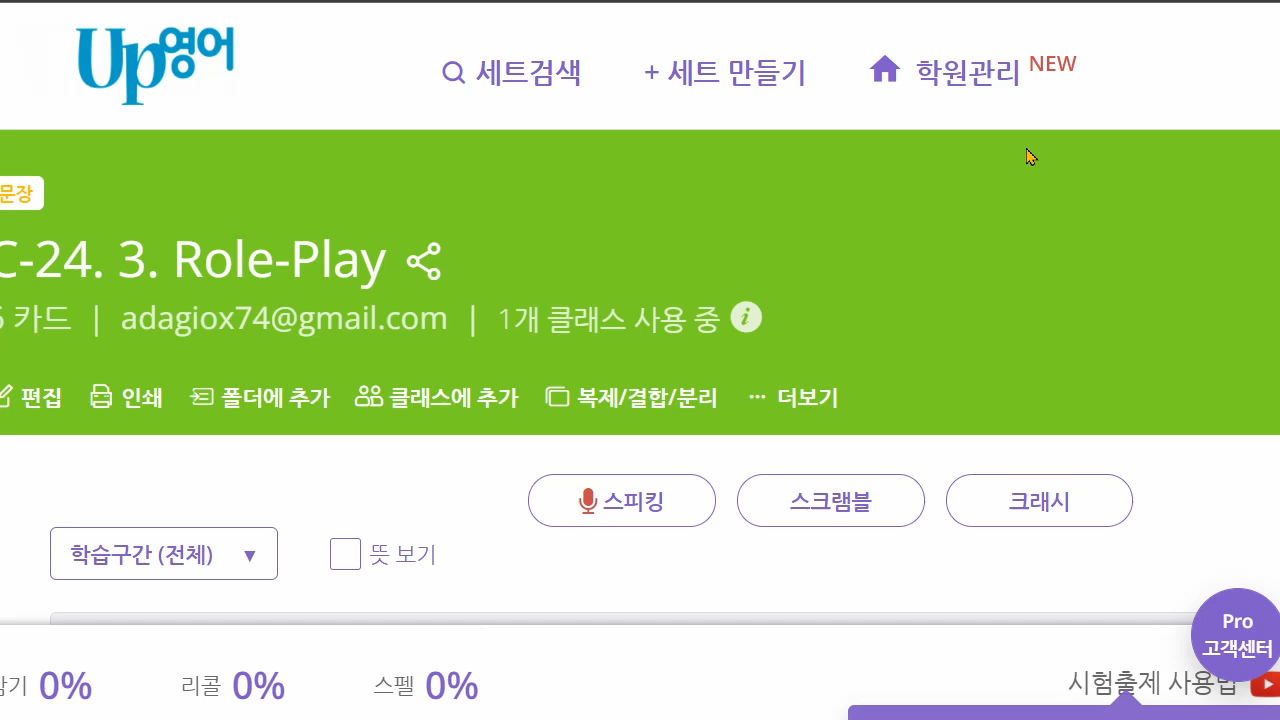 Up영어
세트검색 + 세트 만들기 학원관리 NEW
문장
C-24. 3. Role-Play
카드 | adagiox74@gmail.com | 1개 클래스 사용 중 i
편집 인쇄 폴더에 추가 클래스에 추가 복제/결합/분리 ··· 더보기
스피킹 스크램블 크래시
학습구간 (전체) ▼ 뜻 보기
Pro
고객센터
암기 0% 리콜 0% 스펠 0% 시험출제 사용법